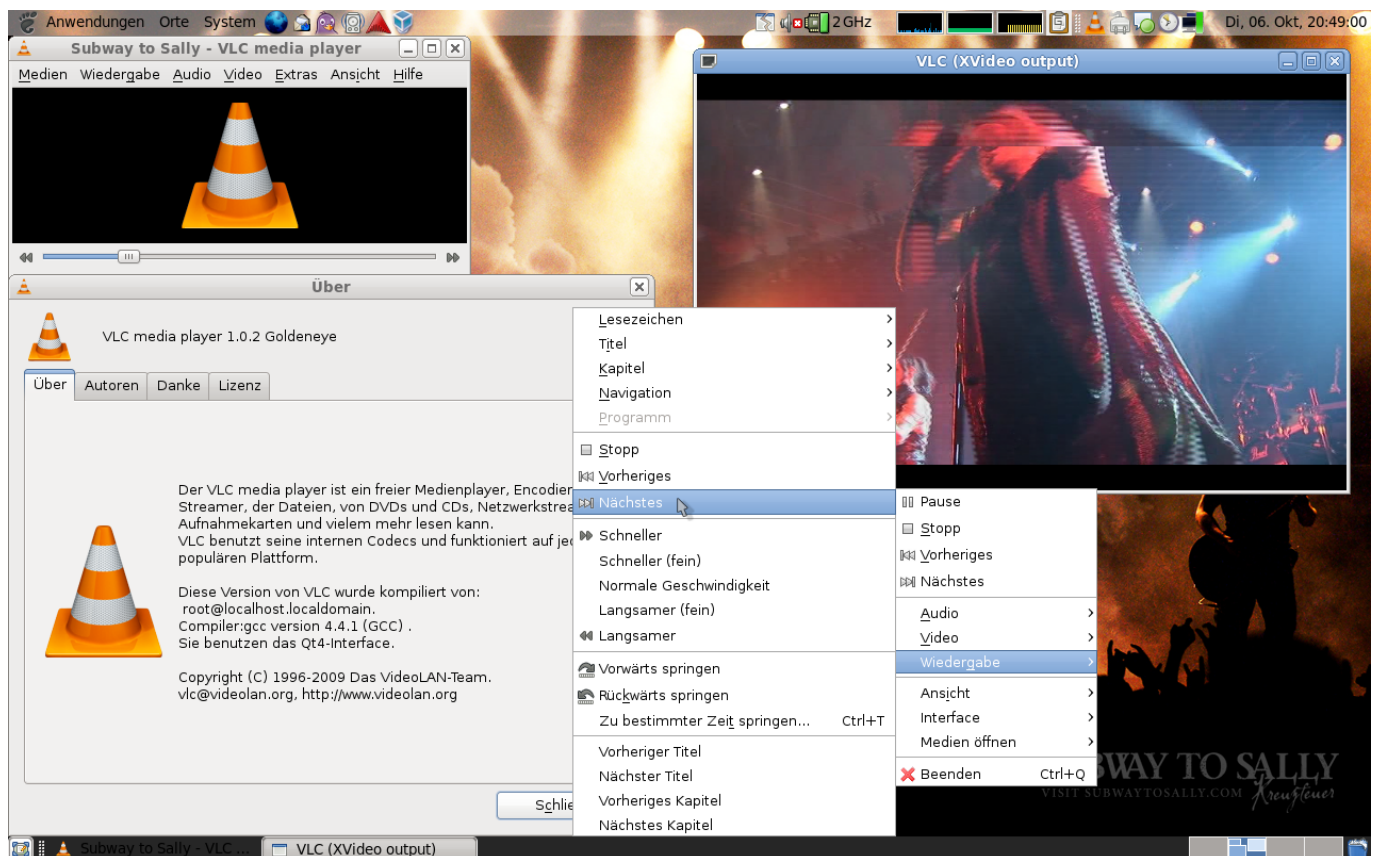 Anwendungen Orte System
2 GHz
Di, 06. Okt, 20:49:00
Subway to Sally - VLC media player
Medien Wiedergabe Audio Video Extras Ansicht Hilfe
VLC (XVideo output)
Über
VLC media player 1.0.2 Goldeneye
Über Autoren Danke Lizenz
Der VLC media player ist ein freier Medienplayer, Encodier
Streamer, der Dateien, von DVDs und CDs, Netzwerkstrea
Aufnahmekarten und vielem mehr lesen kann.
VLC benutzt seine internen Codecs und funktioniert auf jed
populären Plattform.
Diese Version von VLC wurde kompiliert von:
root@localhost.localdomain.
Compiler:gcc version 4.4.1 (GCC) .
Sie benutzen das Qt4-Interface.
Copyright (C) 1996-2009 Das VideoLAN-Team.
vlc@videolan.org, http://www.videolan.org
Schlie
Lesezeichen
Titel
Kapitel
Navigation
Programm
Stopp
Vorheriges
Nächstes
Schneller
Schneller (fein)
Normale Geschwindigkeit
Langsamer (fein)
Langsamer
Vorwärts springen
Rückwärts springen
Zu bestimmter Zeit springen... Ctrl+T
Vorheriger Titel
Nächster Titel
Vorheriges Kapitel
Nächstes Kapitel
Pause
Stopp
Vorheriges
Nächstes
Audio
Video
Wiedergabe
Ansicht
Interface
Medien öffnen
Beenden Ctrl+Q
BWAY TO SALLY
VISIT SUBWAYTOSALLY.COM
Kreuzfeuer
Subway to Sally - VLC ...
VLC (XVideo output)